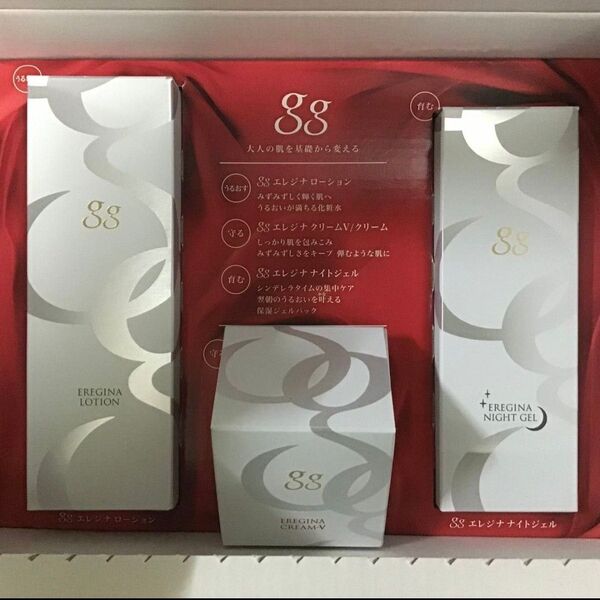 gg
大人の肌を基礎から変える
うるおす
gg エレジナ ローション
みずみずしく輝く肌へ
うるおいが満ちる化粧水
守る
gg エレジナ クリームV/クリーム
しっかり肌を包みこみ
みずみずしさをキープ 弾むような肌に
育む
gg エレジナ ナイトジェル
シンデレラタイムの集中ケア
翌朝のうるおいを叶える
保湿ジェルパック
うる
gg
EREGINA
LOTION
gg エレジナ ローション
守
gg
EREGINA
CREAM-V
育む
gg
EREGINA
NIGHT GEL
gg エレジナ ナイトジェル